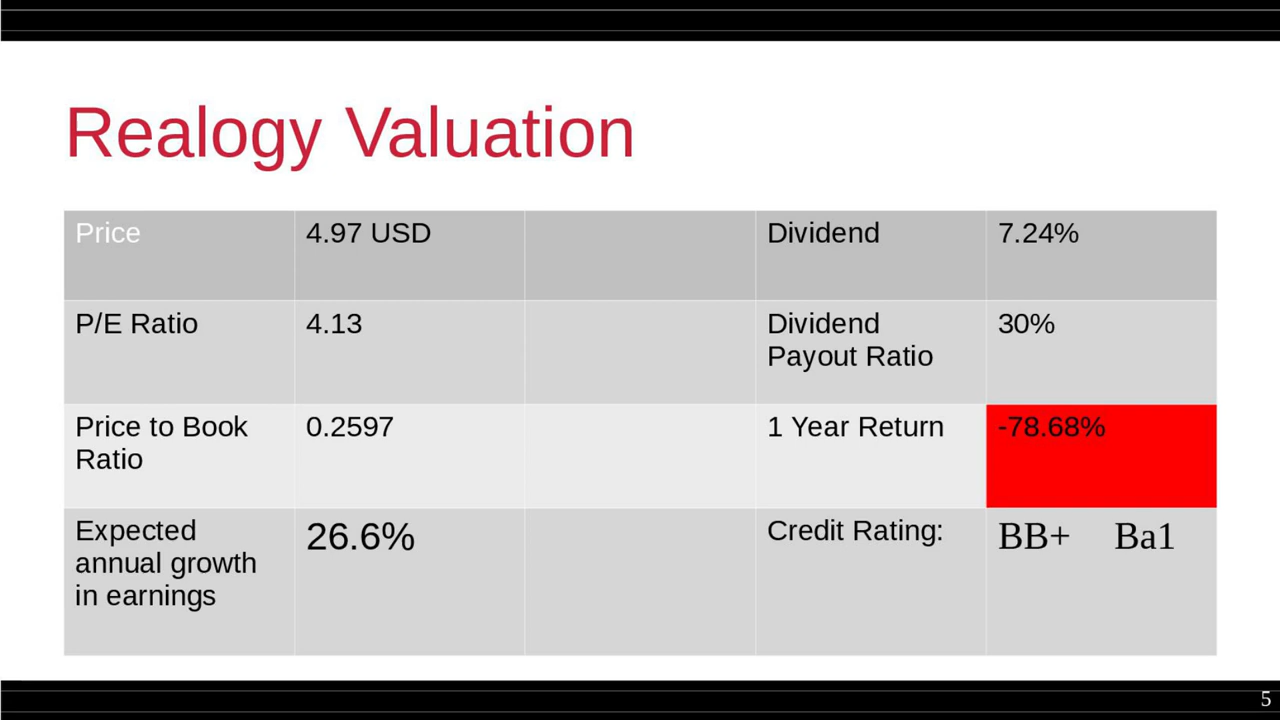 Realogy Valuation
Price 4.97 USD Dividend 7.24%
P/E Ratio 4.13 Dividend 30%
Payout Ratio
Price to Book 0.2597 1 Year Return -78.68%
Ratio
Expected 26.6% Credit Rating: BB+ Ba1
annual growth
in earnings
5